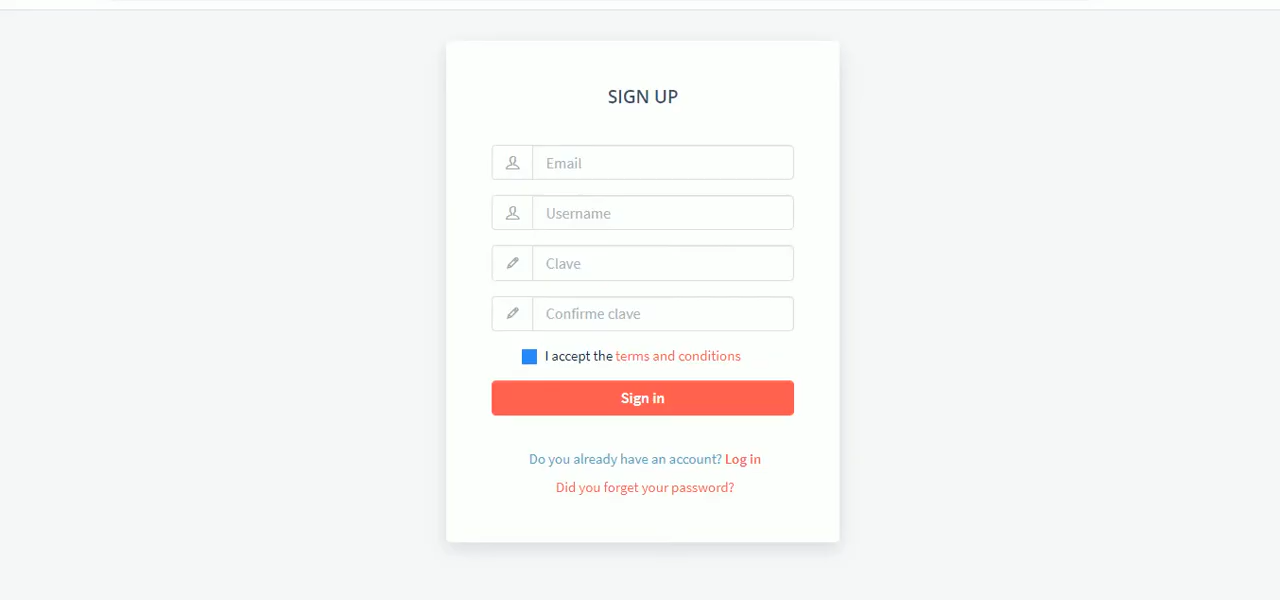 SIGN UP
Email
Username
Clave
Confirme clave
I accept the terms and conditions
Sign in
Do you already have an account? Log in
Did you forget your password?